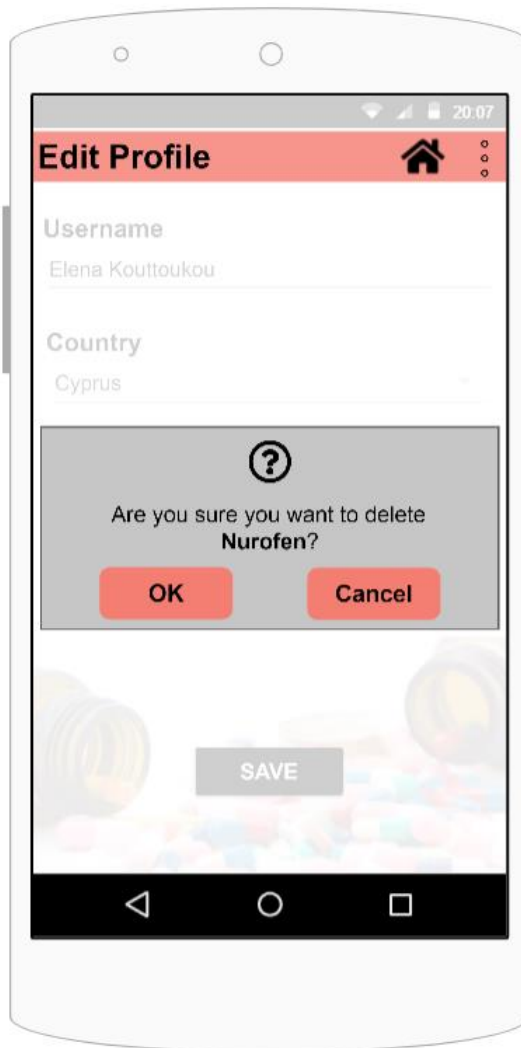 20:07
Edit Profile
Username
Elena Kouttoukou
Country
Cyprus
Are you sure you want to delete
Nurofen?
OK Cancel
SAVE